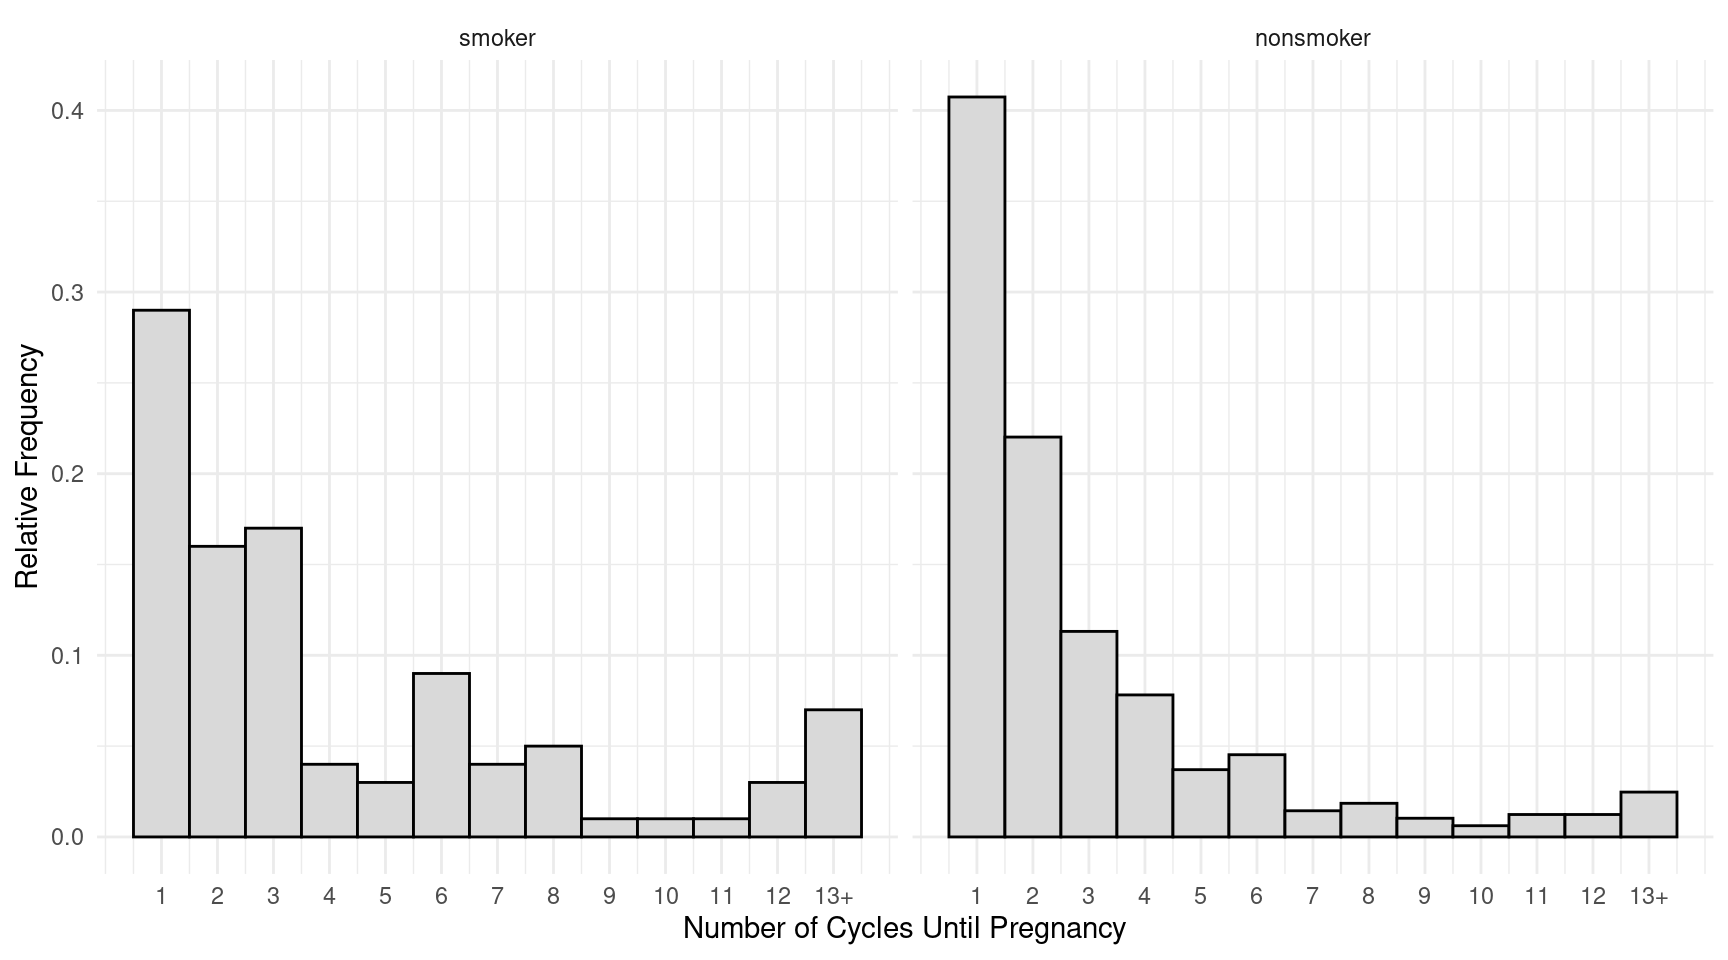 smoker
nonsmoker
Relative Frequency
0.4
0.3
0.2
0.1
0.0
1 2 3 4 5 6 7 8 9 10 11 12 13+
1 2 3 4 5 6 7 8 9 10 11 12 13+
Number of Cycles Until Pregnancy